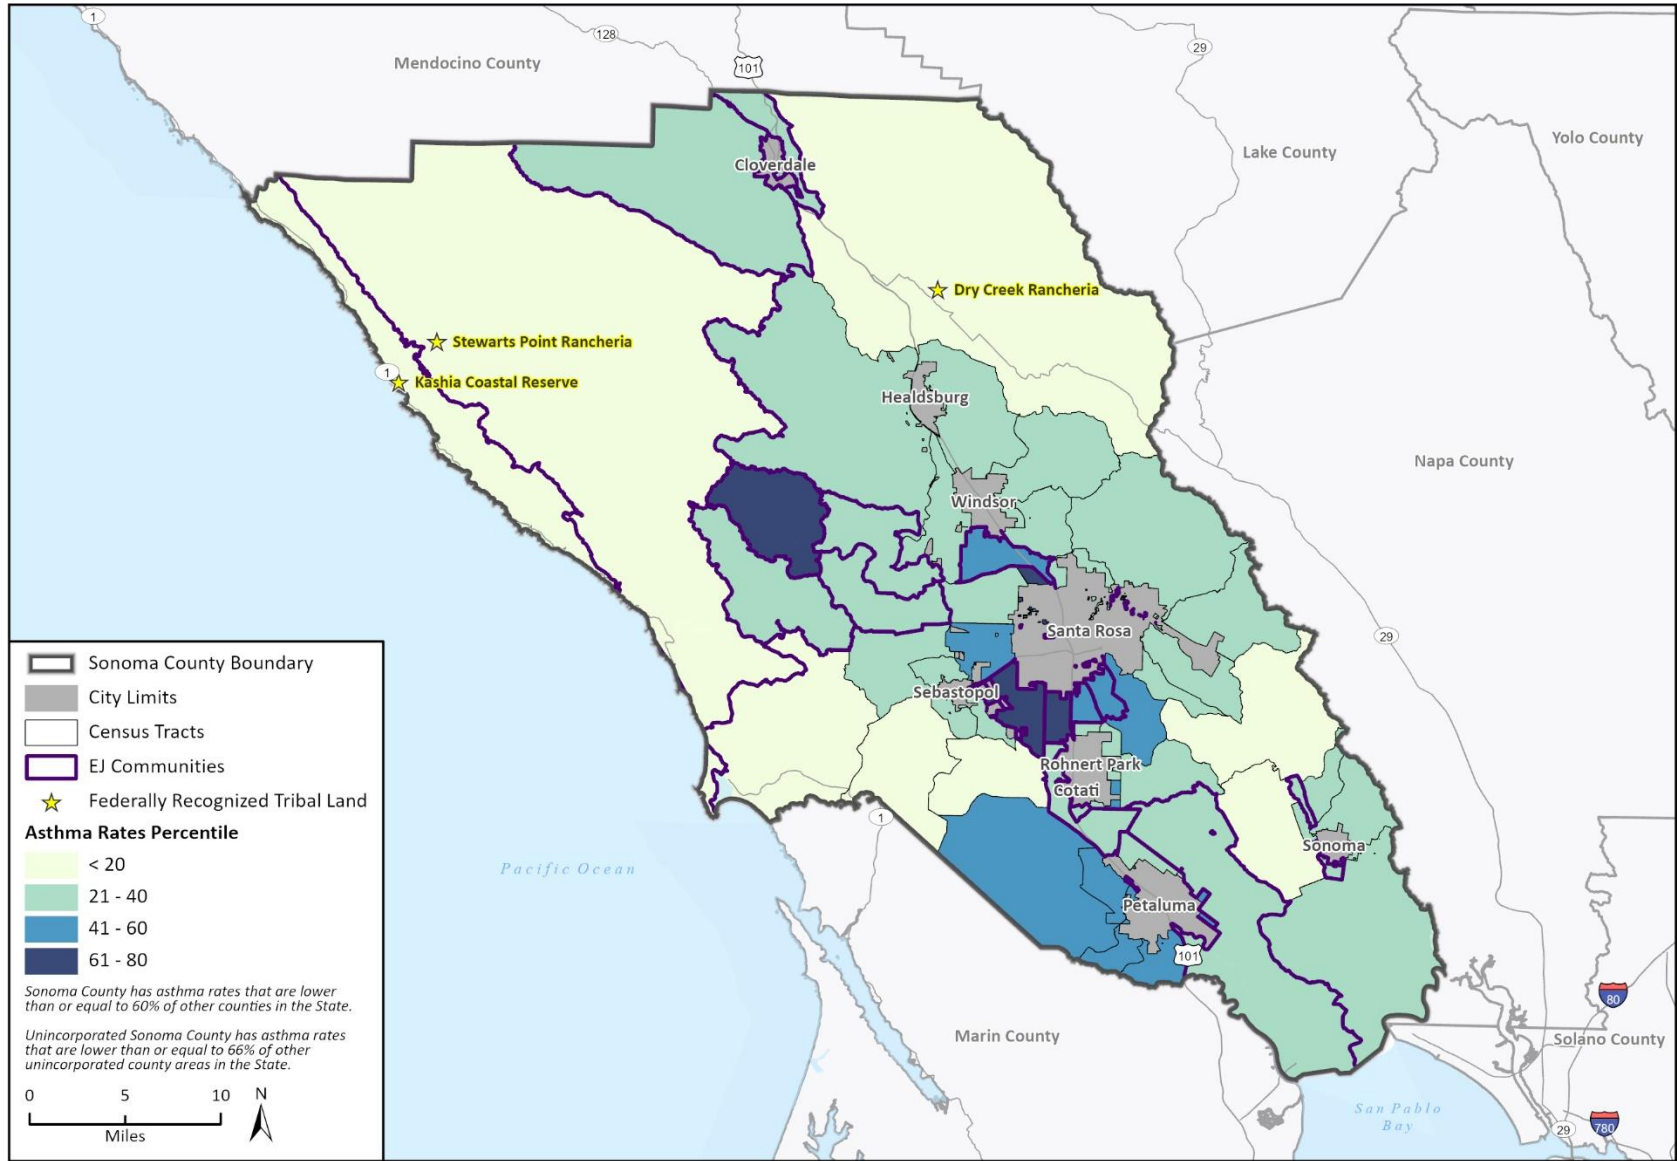 1
128
101
29
Mendocino County
Lake County
Yolo County
Cloverdale
Dry Creek Rancheria
Stewarts Point Rancheria
1
Kashia Coastal Reserve
Healdsburg
Napa County
Windsor
29
Santa Rosa
Sebastopol
Rohnert Park
Cotati
1
Sonoma
Petaluma
101
Pacific Ocean
Marin County
80
Solano County
San Pablo
Bay
29
780
Sonoma County Boundary
City Limits
Census Tracts
EJ Communities
Federally Recognized Tribal Land
Asthma Rates Percentile
< 20
21 - 40
41 - 60
61 - 80
Sonoma County has asthma rates that are lower
than or equal to 60% of other counties in the State.
Unincorporated Sonoma County has asthma rates
that are lower than or equal to 66% of other
unincorporated county areas in the State.
0 5 10
Miles
N